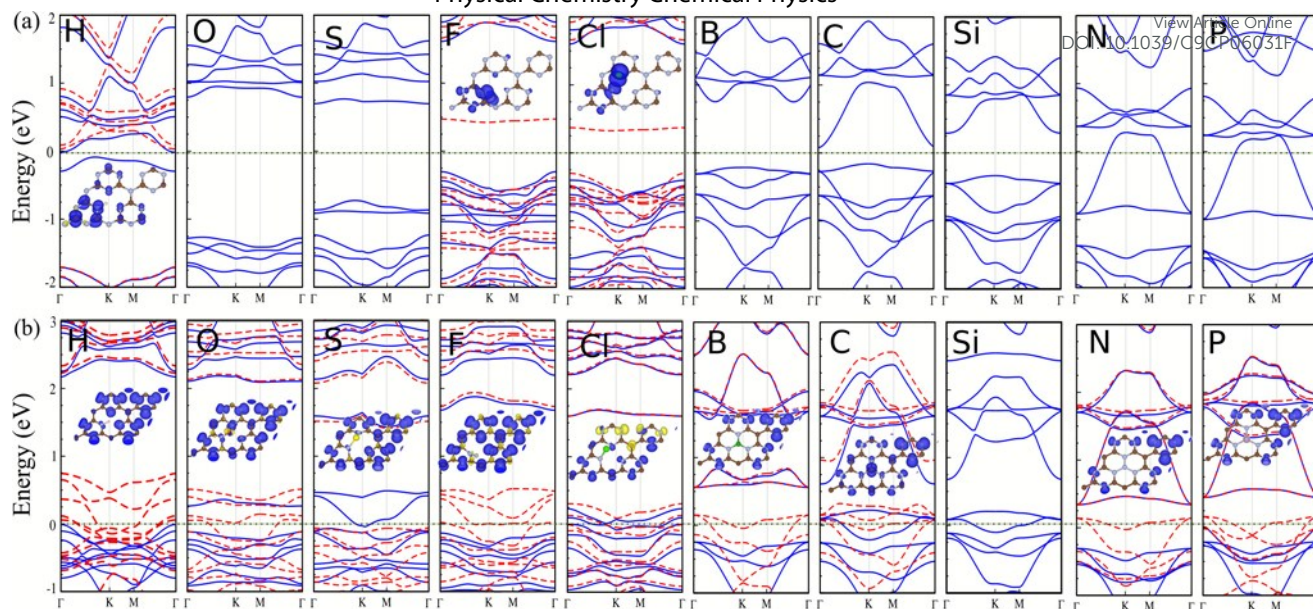 Physical Chemistry Chemical Physics
View Article Online
DOI: 10.1039/C9CP06031F
(a) H O S F Cl B C Si N P
Energy (eV)
2
1
0
-1
-2
Γ K M Γ Γ K M Γ Γ K M Γ Γ K M Γ Γ K M Γ Γ K M Γ Γ K M Γ Γ K M Γ Γ K M Γ Γ K M Γ
(b) H O S F Cl B C Si N P
Energy (eV)
3
2
1
0
-1
Γ K M Γ Γ K M Γ Γ K M Γ Γ K M Γ Γ K M Γ Γ K M Γ Γ K M Γ Γ K M Γ Γ K M Γ Γ K M Γ